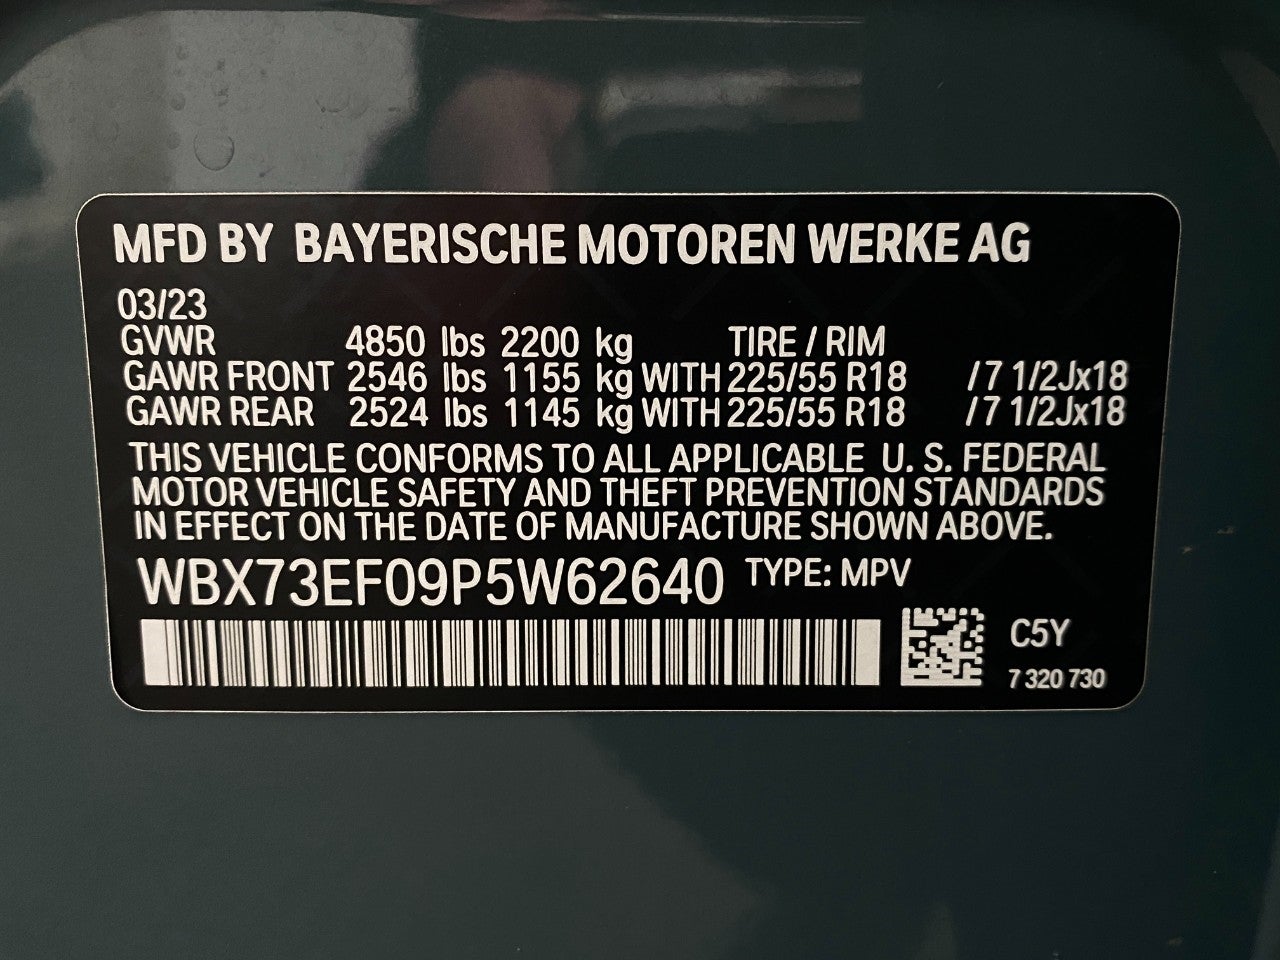 MFD BY BAYERISCHE MOTOREN WERKE AG
03/23
GVWR 4850 lbs 2200 kg TIRE / RIM
GAWR FRONT 2546 lbs 1155 kg WITH 225/55 R18 /7 1/2Jx18
GAWR REAR 2524 lbs 1145 kg WITH 225/55 R18 /7 1/2Jx18
THIS VEHICLE CONFORMS TO ALL APPLICABLE U. S. FEDERAL
MOTOR VEHICLE SAFETY AND THEFT PREVENTION STANDARDS
IN EFFECT ON THE DATE OF MANUFACTURE SHOWN ABOVE.
WBX73EF09P5W62640 TYPE: MPV
C5Y
7 320 730